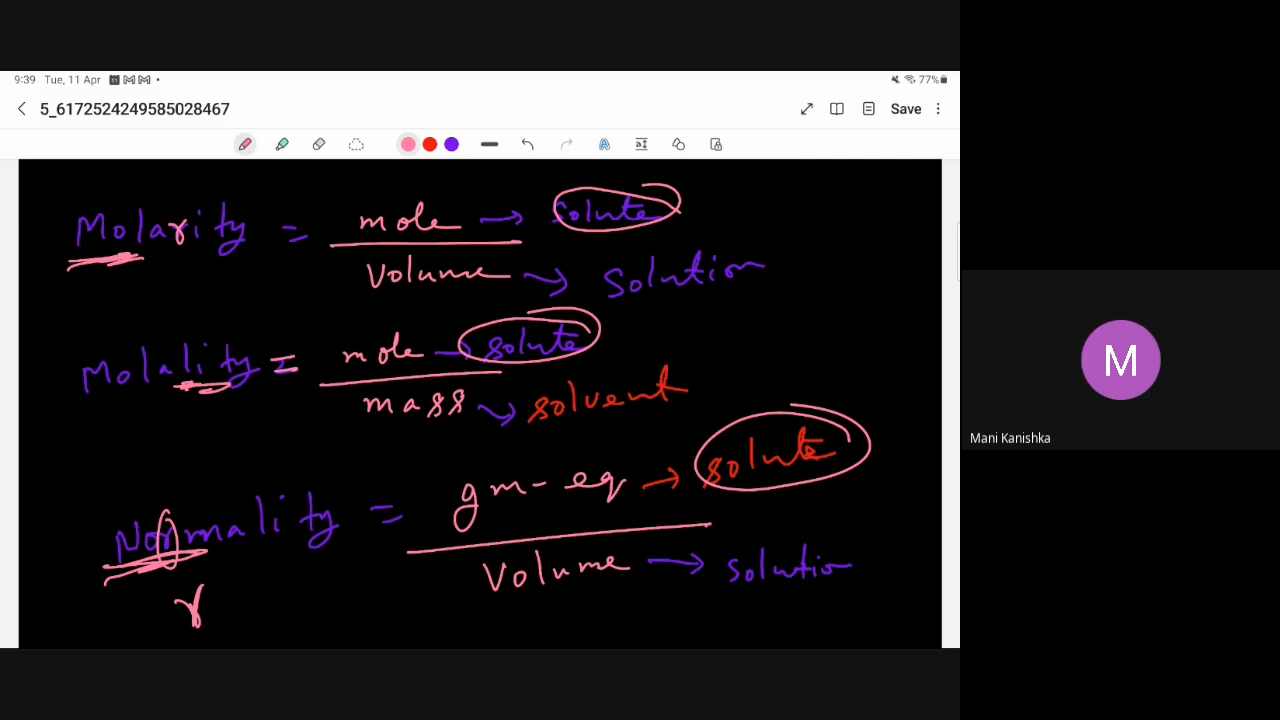 9:39 Tue, 11 Apr 77%
5_6172524249585028467 Save
Molarity = mole → solute
Volume → Solution
Molality = mole → solute
mass → solvent
Normality = gm-eq → solute
Volume → solution
r
M
Mani Kanishka